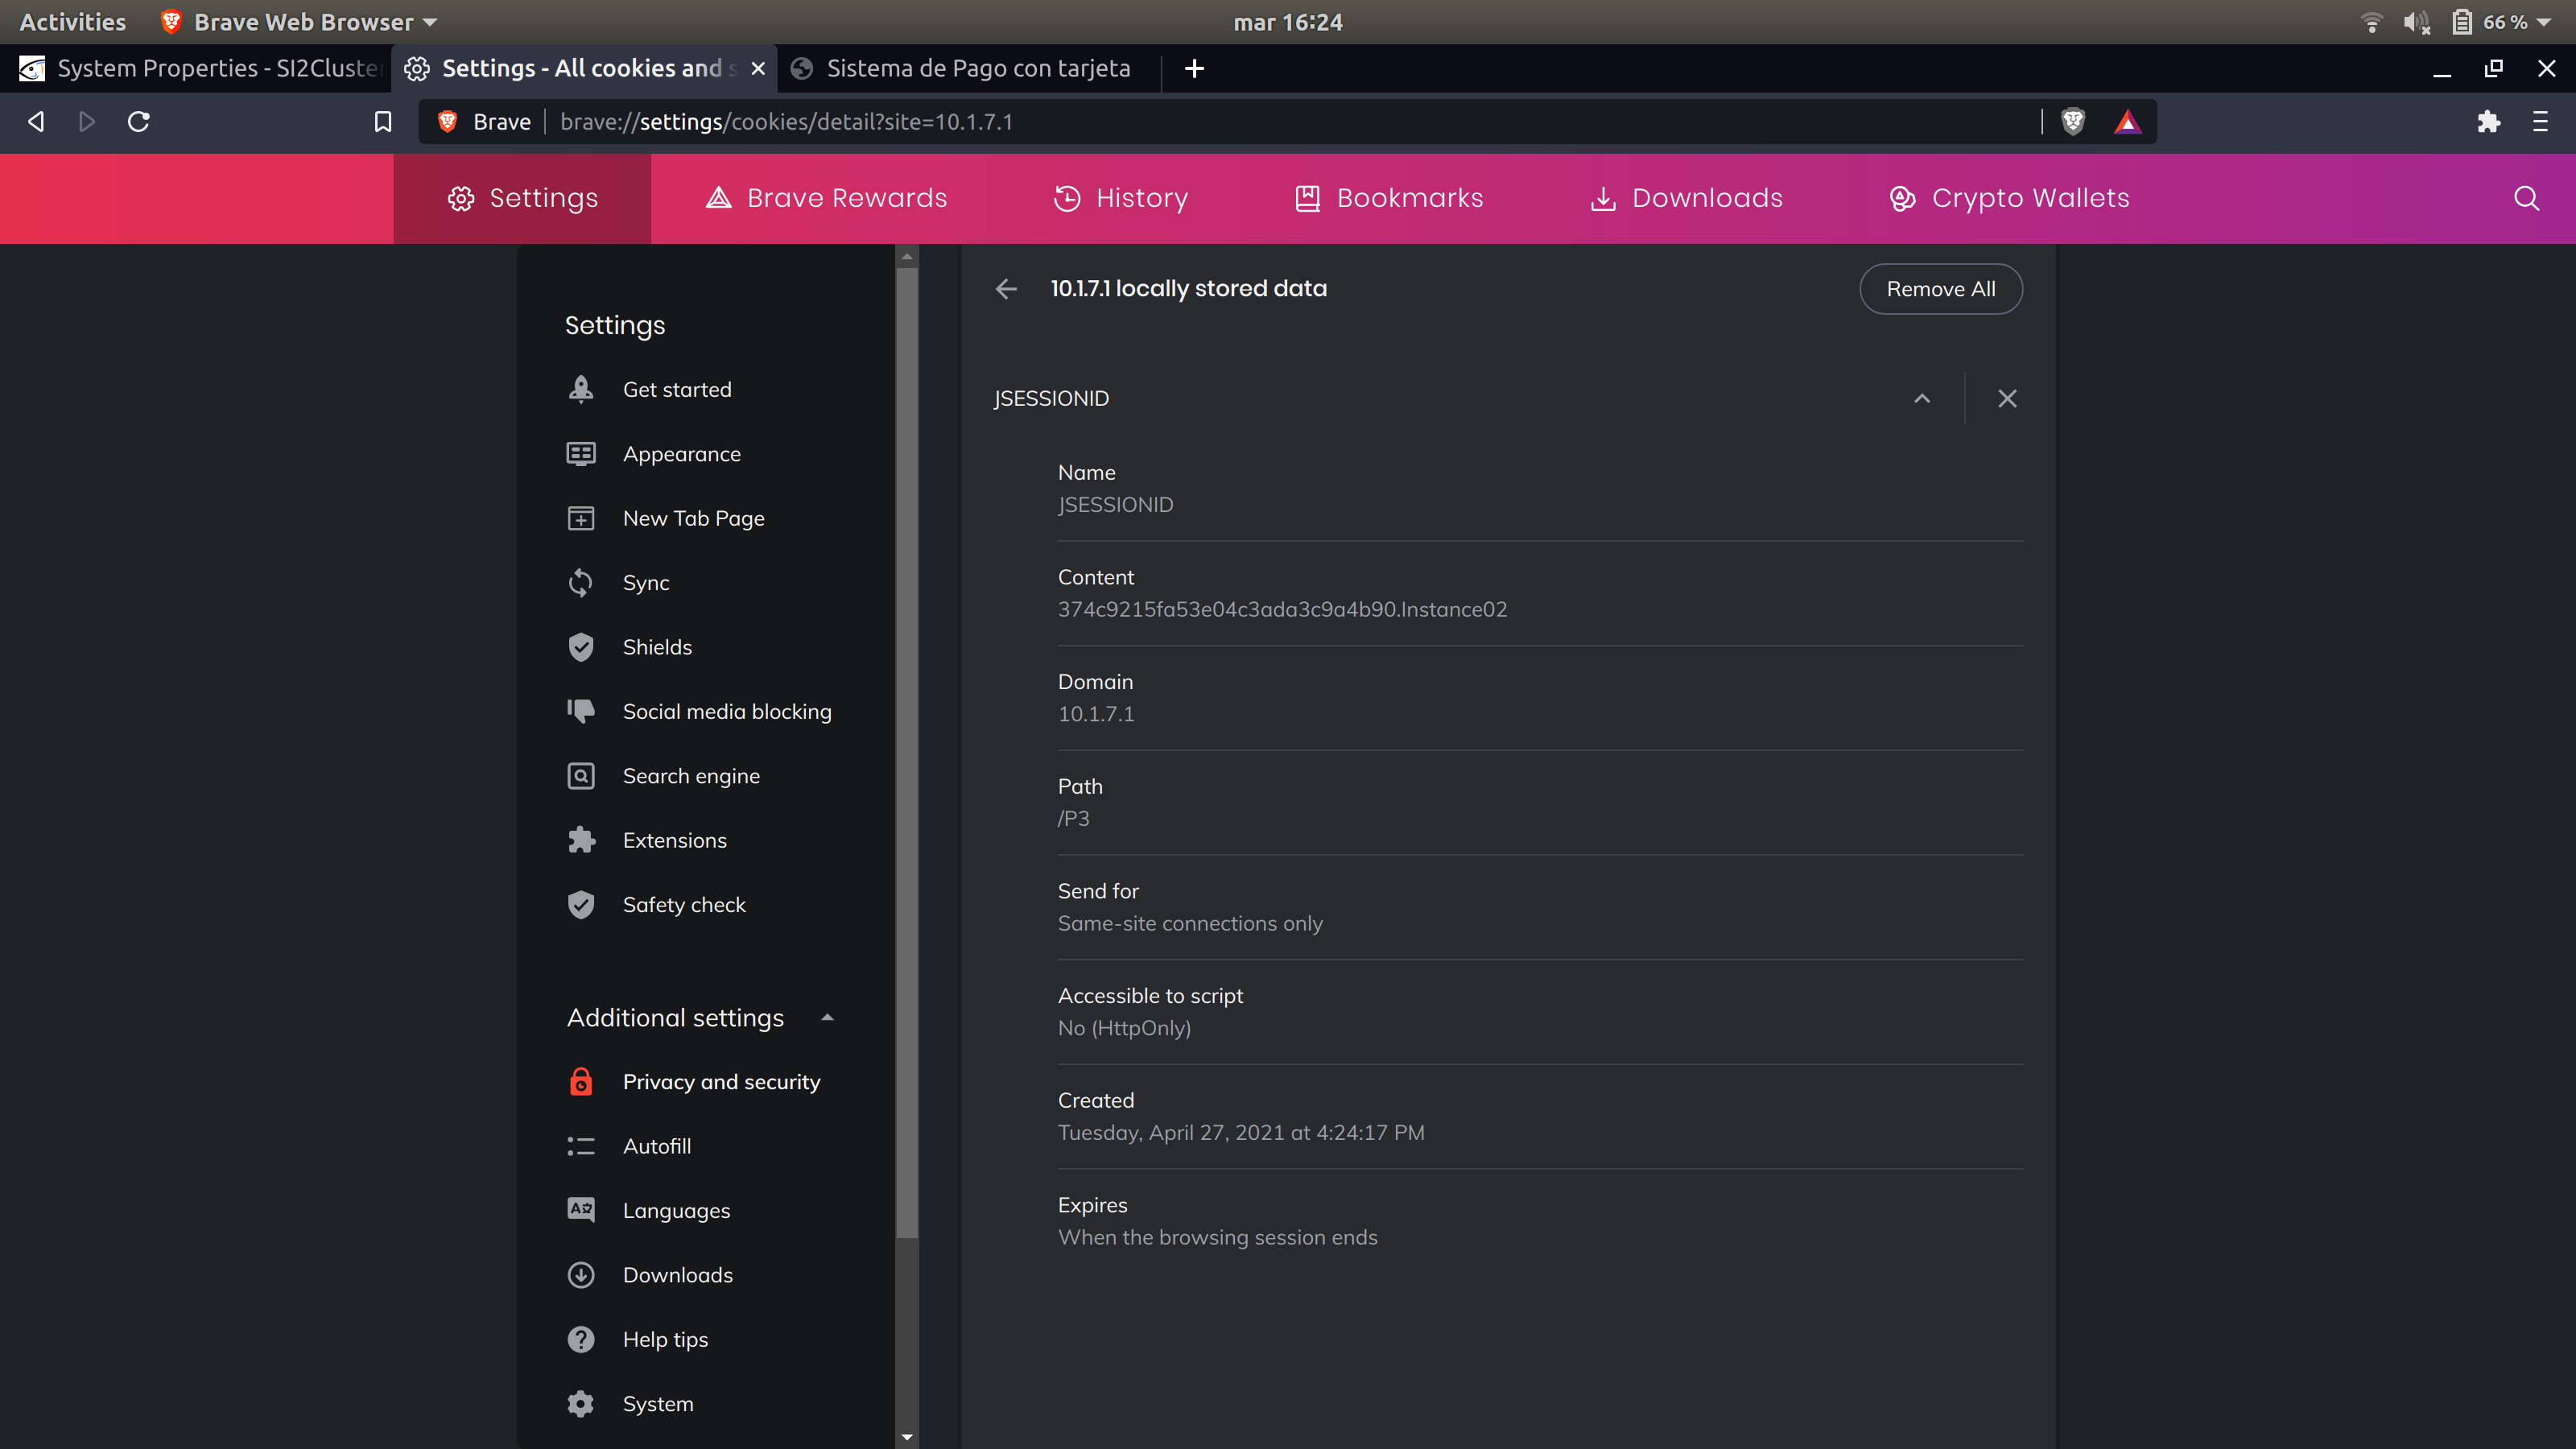 Activities
Brave Web Browser
mar 16:24
66 %
System Properties - SI2Cluster
Settings - All cookies and s
Sistema de Pago con tarjeta
Brave
brave://settings/cookies/detail?site=10.1.7.1
Settings
Brave Rewards
History
Bookmarks
Downloads
Crypto Wallets
Settings
Get started
Appearance
New Tab Page
Sync
Shields
Social media blocking
Search engine
Extensions
Safety check
Additional settings
Privacy and security
Autofill
Languages
Downloads
Help tips
System
10.1.7.1 locally stored data
Remove All
JSESSIONID
Name
JSESSIONID
Content
374c9215fa53e04c3ada3c9a4b90.Instance02
Domain
10.1.7.1
Path
/P3
Send for
Same-site connections only
Accessible to script
No (HttpOnly)
Created
Tuesday, April 27, 2021 at 4:24:17 PM
Expires
When the browsing session ends